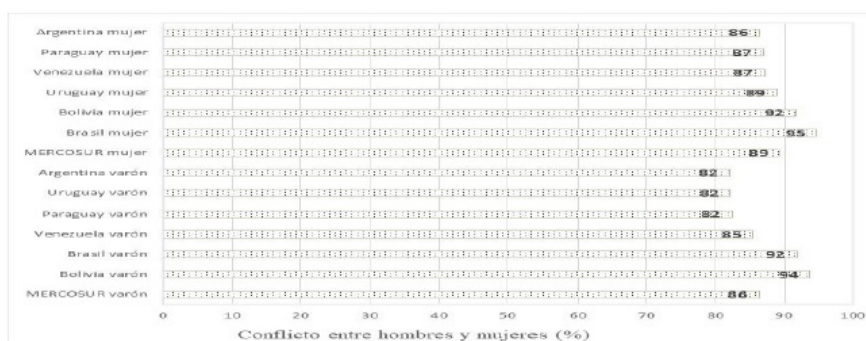 Argentina mujer 86
Paraguay mujer 87
Venezuela mujer 87
Uruguay mujer 89
Bolivia mujer 92
Brasil mujer 95
MERCOSUR mujer 89
Argentina varón 82
Uruguay varón 82
Paraguay varón 82
Venezuela varón 85
Brasil varón 92
Bolivia varón 94
MERCOSUR varón 86
0 10 20 30 40 50 60 70 80 90 100
Conflicto entre hombres y mujeres (%)